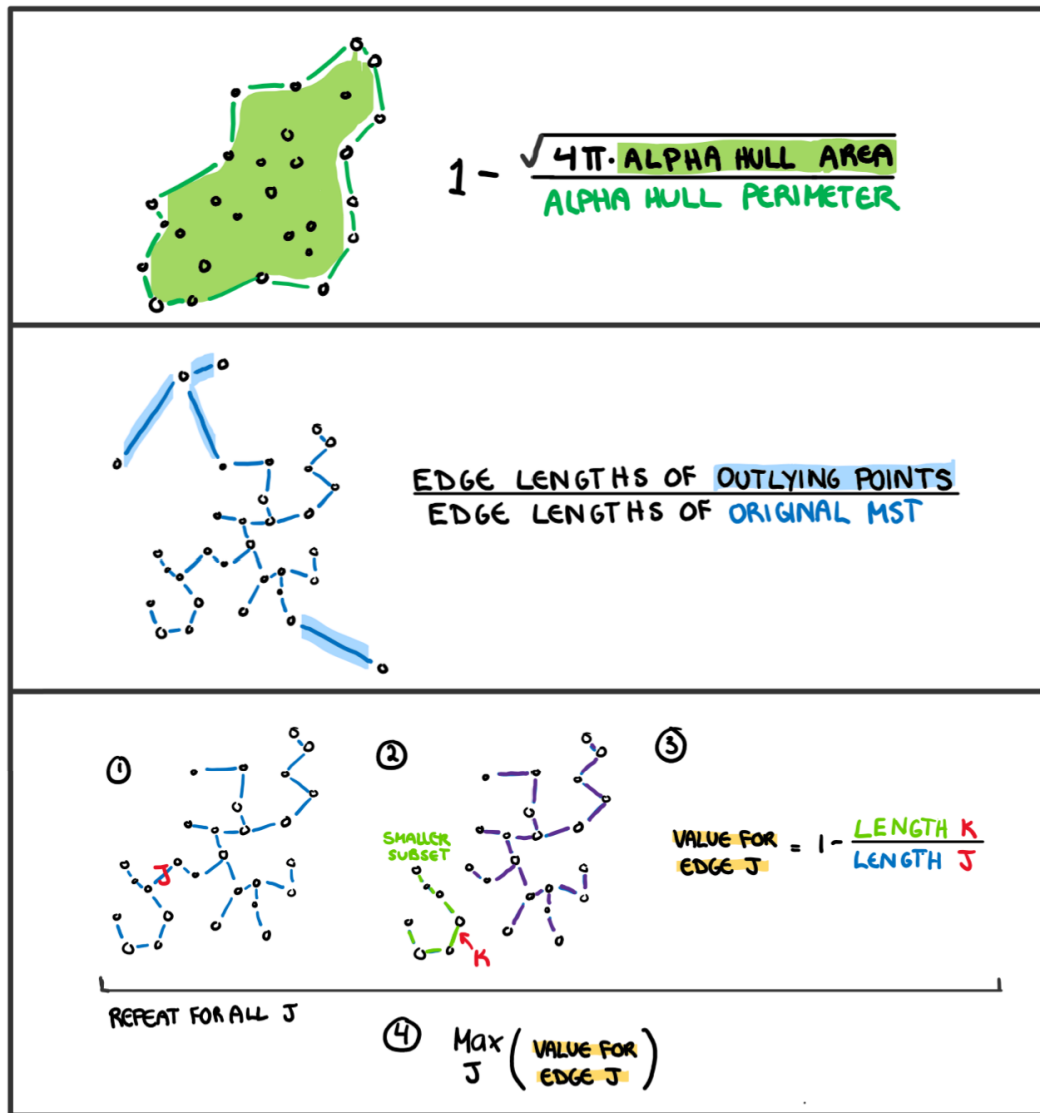 1 - √4π · ALPHA HULL AREA
ALPHA HULL PERIMETER
EDGE LENGTHS OF OUTLYING POINTS
EDGE LENGTHS OF ORIGINAL MST
①
J
②
SMALLER
SUBSET
K
③
VALUE FOR
EDGE J
= 1 - LENGTH K
LENGTH J
REPEAT FOR ALL J
④
Max
J
( VALUE FOR
EDGE J )